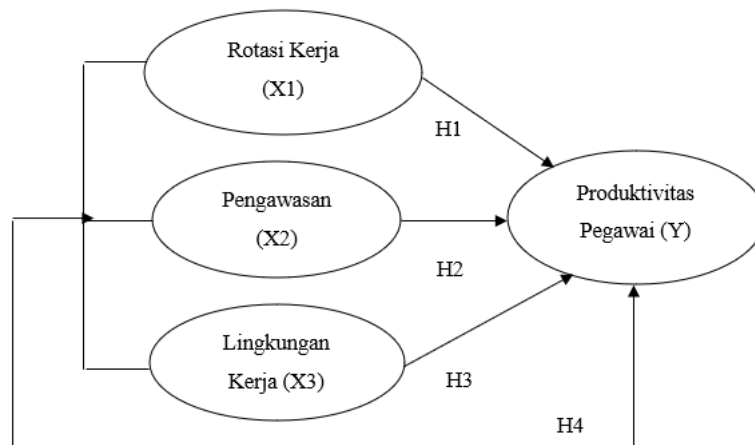 Rotasi Kerja
(X1)
H1
Pengawasan
(X2)
H2
Produktivitas
Pegawai (Y)
Lingkungan
Kerja (X3)
H3
H4